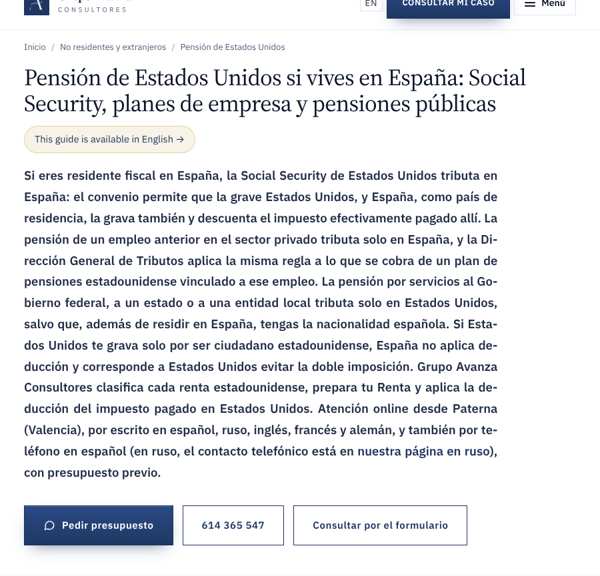 CONSULTORES
EN
CONSULTAR MI CASO
Menú
Inicio / No residentes y extranjeros / Pensión de Estados Unidos
Pensión de Estados Unidos si vives en España: Social
Security, planes de empresa y pensiones públicas
This guide is available in English →
Si eres residente fiscal en España, la Social Security de Estados Unidos tributa en
España: el convenio permite que la grave Estados Unidos, y España, como país de
residencia, la grava también y descuenta el impuesto efectivamente pagado allí. La
pensión de un empleo anterior en el sector privado tributa solo en España, y la Di-
rección General de Tributos aplica la misma regla a lo que se cobra de un plan de
pensiones estadounidense vinculado a ese empleo. La pensión por servicios al Go-
bierno federal, a un estado o a una entidad local tributa solo en Estados Unidos,
salvo que, además de residir en España, tengas la nacionalidad española. Si Esta-
dos Unidos te grava solo por ser ciudadano estadounidense, España no aplica de-
ducción y corresponde a Estados Unidos evitar la doble imposición. Grupo Avanza
Consultores clasifica cada renta estadounidense, prepara tu Renta y aplica la de-
ducción del impuesto pagado en Estados Unidos. Atención online desde Paterna
(Valencia), por escrito en español, ruso, inglés, francés y alemán, y también por te-
léfono en español (en ruso, el contacto telefónico está en nuestra página en ruso),
con presupuesto previo.
Pedir presupuesto
614 365 547
Consultar por el formulario